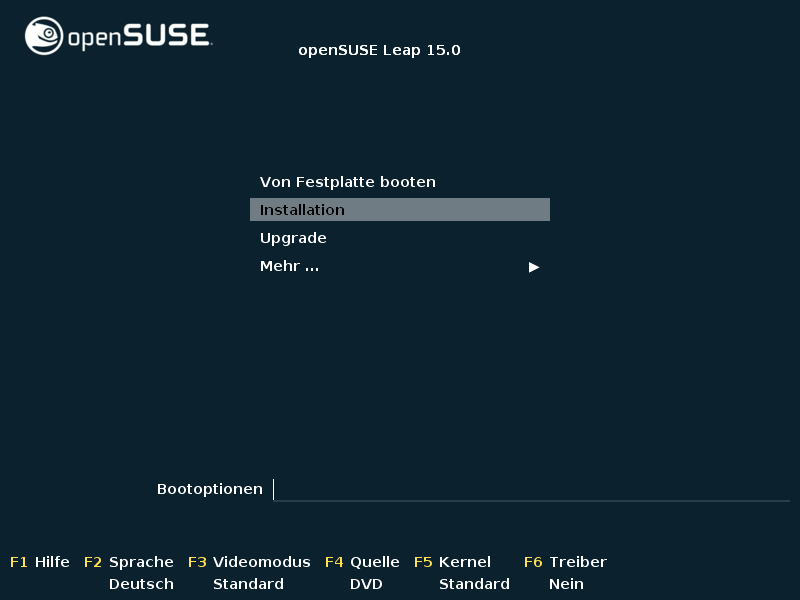 openSUSE.
openSUSE Leap 15.0
Von Festplatte booten
Installation
Upgrade
Mehr ...
Bootoptionen
F1 Hilfe F2 Sprache F3 Videomodus F4 Quelle F5 Kernel F6 Treiber
Deutsch Standard DVD Standard Nein